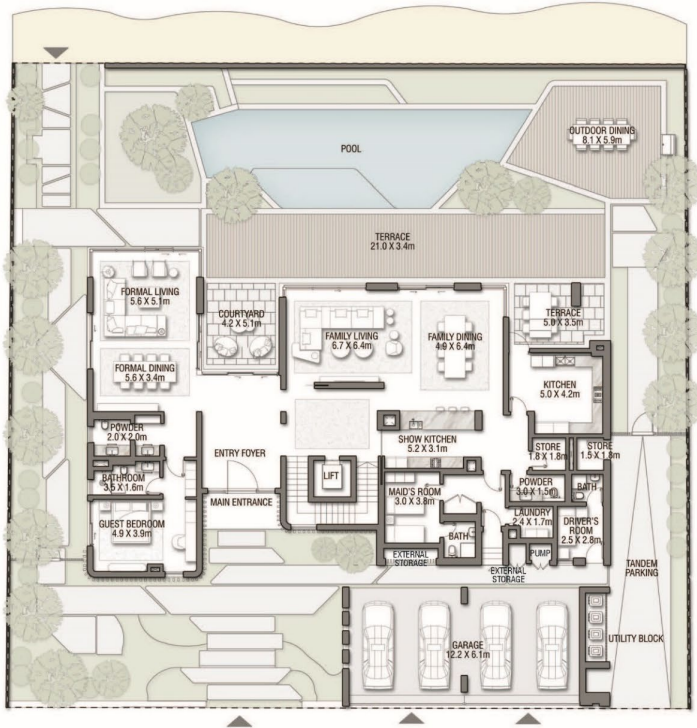 OUTDOOR DINING
8.1 X 5.9m
POOL
TERRACE
21.0 X 3.4m
FORMAL LIVING
5.6 X 5.1m
COURTYARD
4.2 X 5.1m
FAMILY LIVING
6.7 X 6.4m
FAMILY DINING
4.9 X 6.4m
TERRACE
5.0 X 3.5m
FORMAL DINING
5.6 X 3.4m
KITCHEN
5.0 X 4.2m
POWDER
2.0 X 2.0m
ENTRY FOYER
SHOW KITCHEN
5.2 X 3.1m
STORE
1.8 X 1.8m
STORE
1.5 X 1.8m
BATHROOM
3.5 X 1.6m
LIFT
MAID'S ROOM
3.0 X 3.8m
POWDER
3.0 X 1.5m
BATH
MAIN ENTRANCE
GUEST BEDROOM
4.9 X 3.9m
LAUNDRY
2.4 X 1.7m
DRIVER'S
ROOM
2.5 X 2.8m
BATH
EXTERNAL
STORAGE
PUMP
EXTERNAL
STORAGE
TANDEM
PARKING
GARAGE
12.2 X 6.1m
UTILITY BLOCK